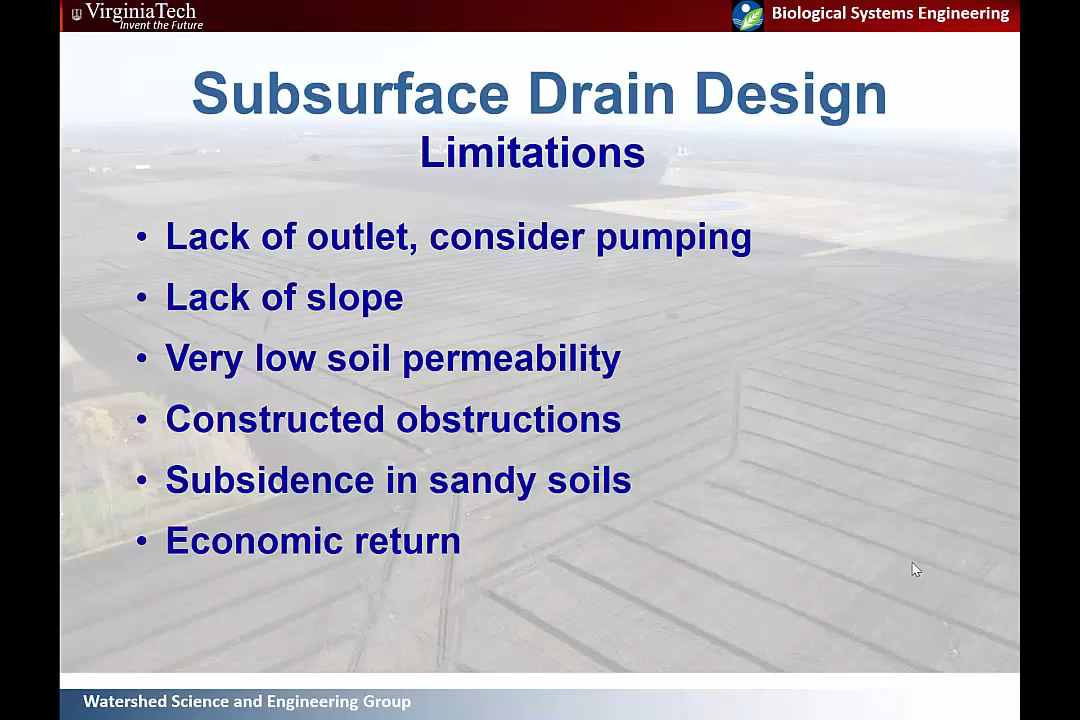 VirginiaTech
Invent the Future
Biological Systems Engineering
Subsurface Drain Design
Limitations
• Lack of outlet, consider pumping
• Lack of slope
• Very low soil permeability
• Constructed obstructions
• Subsidence in sandy soils
• Economic return
Watershed Science and Engineering Group